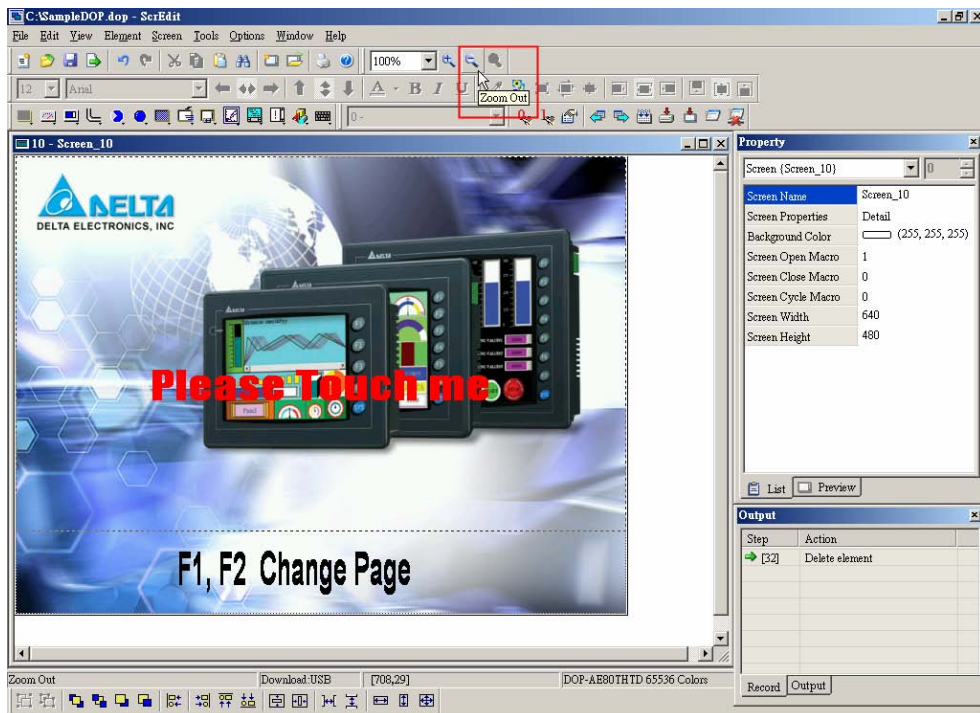 C:\SampleDOP.dop - ScrEdit
File Edit View Element Screen Tools Options Window Help
100%
12 Arial B I U
Zoom Out
0 -
10 - Screen_10
DELTA
DELTA ELECTRONICS, INC
Please Touch me
F1, F2 Change Page
Property
Screen {Screen_10} 0
Screen Name Screen_10
Screen Properties Detail
Background Color (255, 255, 255)
Screen Open Macro 1
Screen Close Macro 0
Screen Cycle Macro 0
Screen Width 640
Screen Height 480
List Preview
Output
Step Action
[32] Delete element
Record Output
Zoom Out Download:USB [708,29] DOP-AE80THTD 65536 Colors